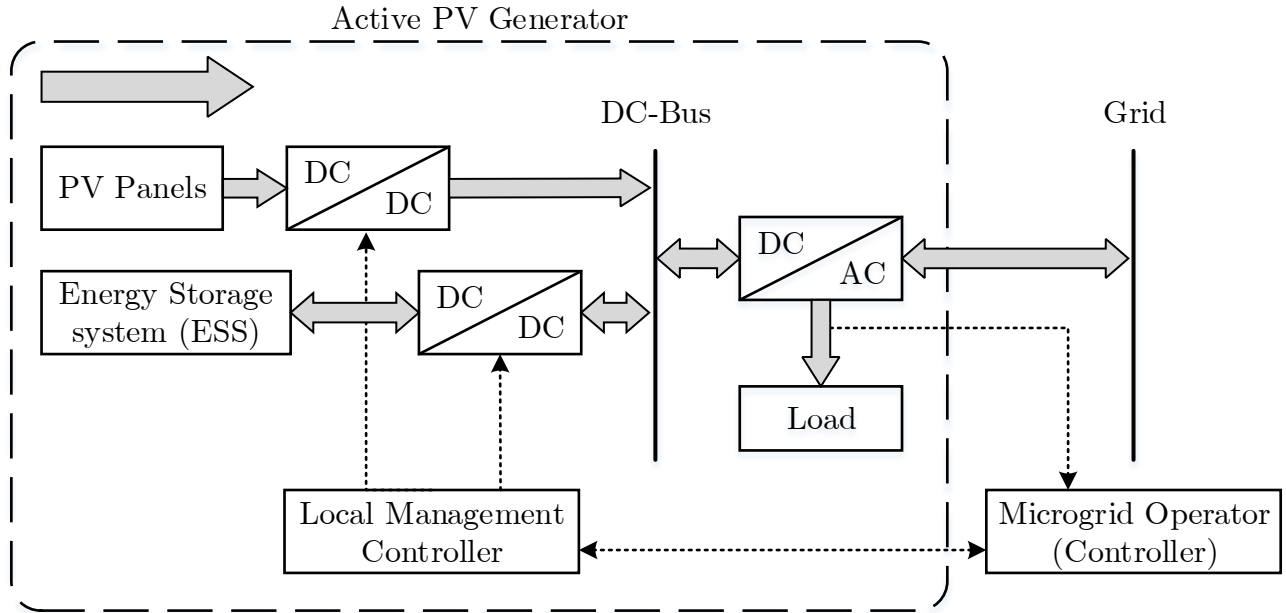 Active PV Generator
DC-Bus
Grid
PV Panels
DC
DC
DC
AC
Energy Storage
system (ESS)
DC
DC
Load
Local Management
Controller
Microgrid Operator
(Controller)